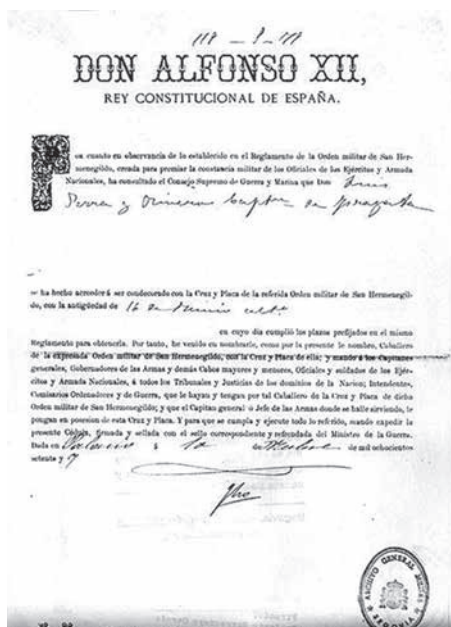 DON ALFONSO XII,
REY CONSTITUCIONAL DE ESPAÑA.
Por cuanto en observancia de lo establecido en el Reglamento de la Orden militar de San Her-
menegildo, creada para premiar la constancia militar de los Oficiales de los Ejércitos y Armada
Nacionales, ha consultado el Consejo Supremo de Guerra y Marina que Don Luis
y
se ha hecho acreedor á ser condecorado con la Cruz y Placa de la referida Orden militar de San Hermenegil-
do, con la antigüedad de 16 de
en cuyo dia cumplió los plazos prefijados en el mismo
Reglamento para obtenerla. Por tanto, he venido en nombrarle, como por la presente le nombro, Caballero
de la expresada Orden militar de San Hermenegildo, con la Cruz y Placa de ella; y mando á los Capitanes
generales, Gobernadores de las Armas y demás Cabos mayores y menores, Oficiales y soldados de los Ejér-
citos y Armada Nacionales, á todos los Tribunales y Justicias de los dominios de la Nacion; Intendentes,
Comisarios Ordenadores y de Guerra, que le hayan y tengan por tal Caballero de la Cruz y Placa de dicha
Orden militar de San Hermenegildo; y que el Capitan general ó Jefe de las Armas donde se halle sirviendo, le
pongan en posesion de esta Cruz y Placa. Y para que se cumpla y ejecute todo lo referido, mando expedir la
presente Cédula, firmada y sellada con el sello correspondiente y refrendada del Ministro de la Guerra.
Dada en á de de mil ochocientos
setenta y
ARCHIVO GENERAL MILITAR
SEGOVIA